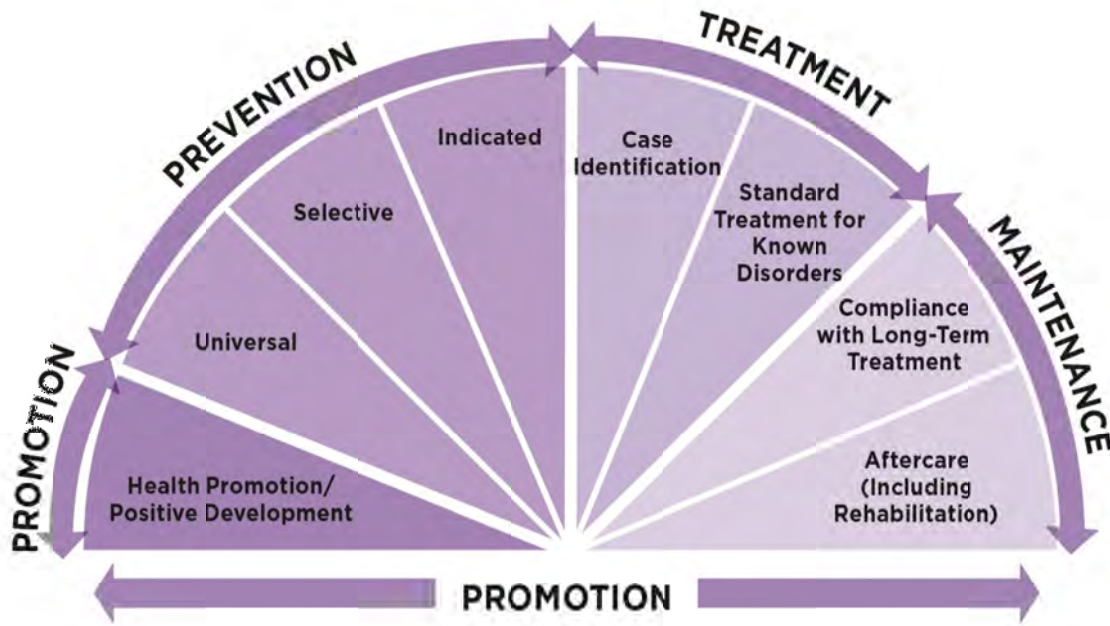 PROMOTION
PREVENTION
TREATMENT
MAINTENANCE
Health Promotion/
Positive Development
Universal
Selective
Indicated
Case
Identification
Standard
Treatment for
Known
Disorders
Compliance
with Long-Term
Treatment
Aftercare
(Including
Rehabilitation)
PROMOTION